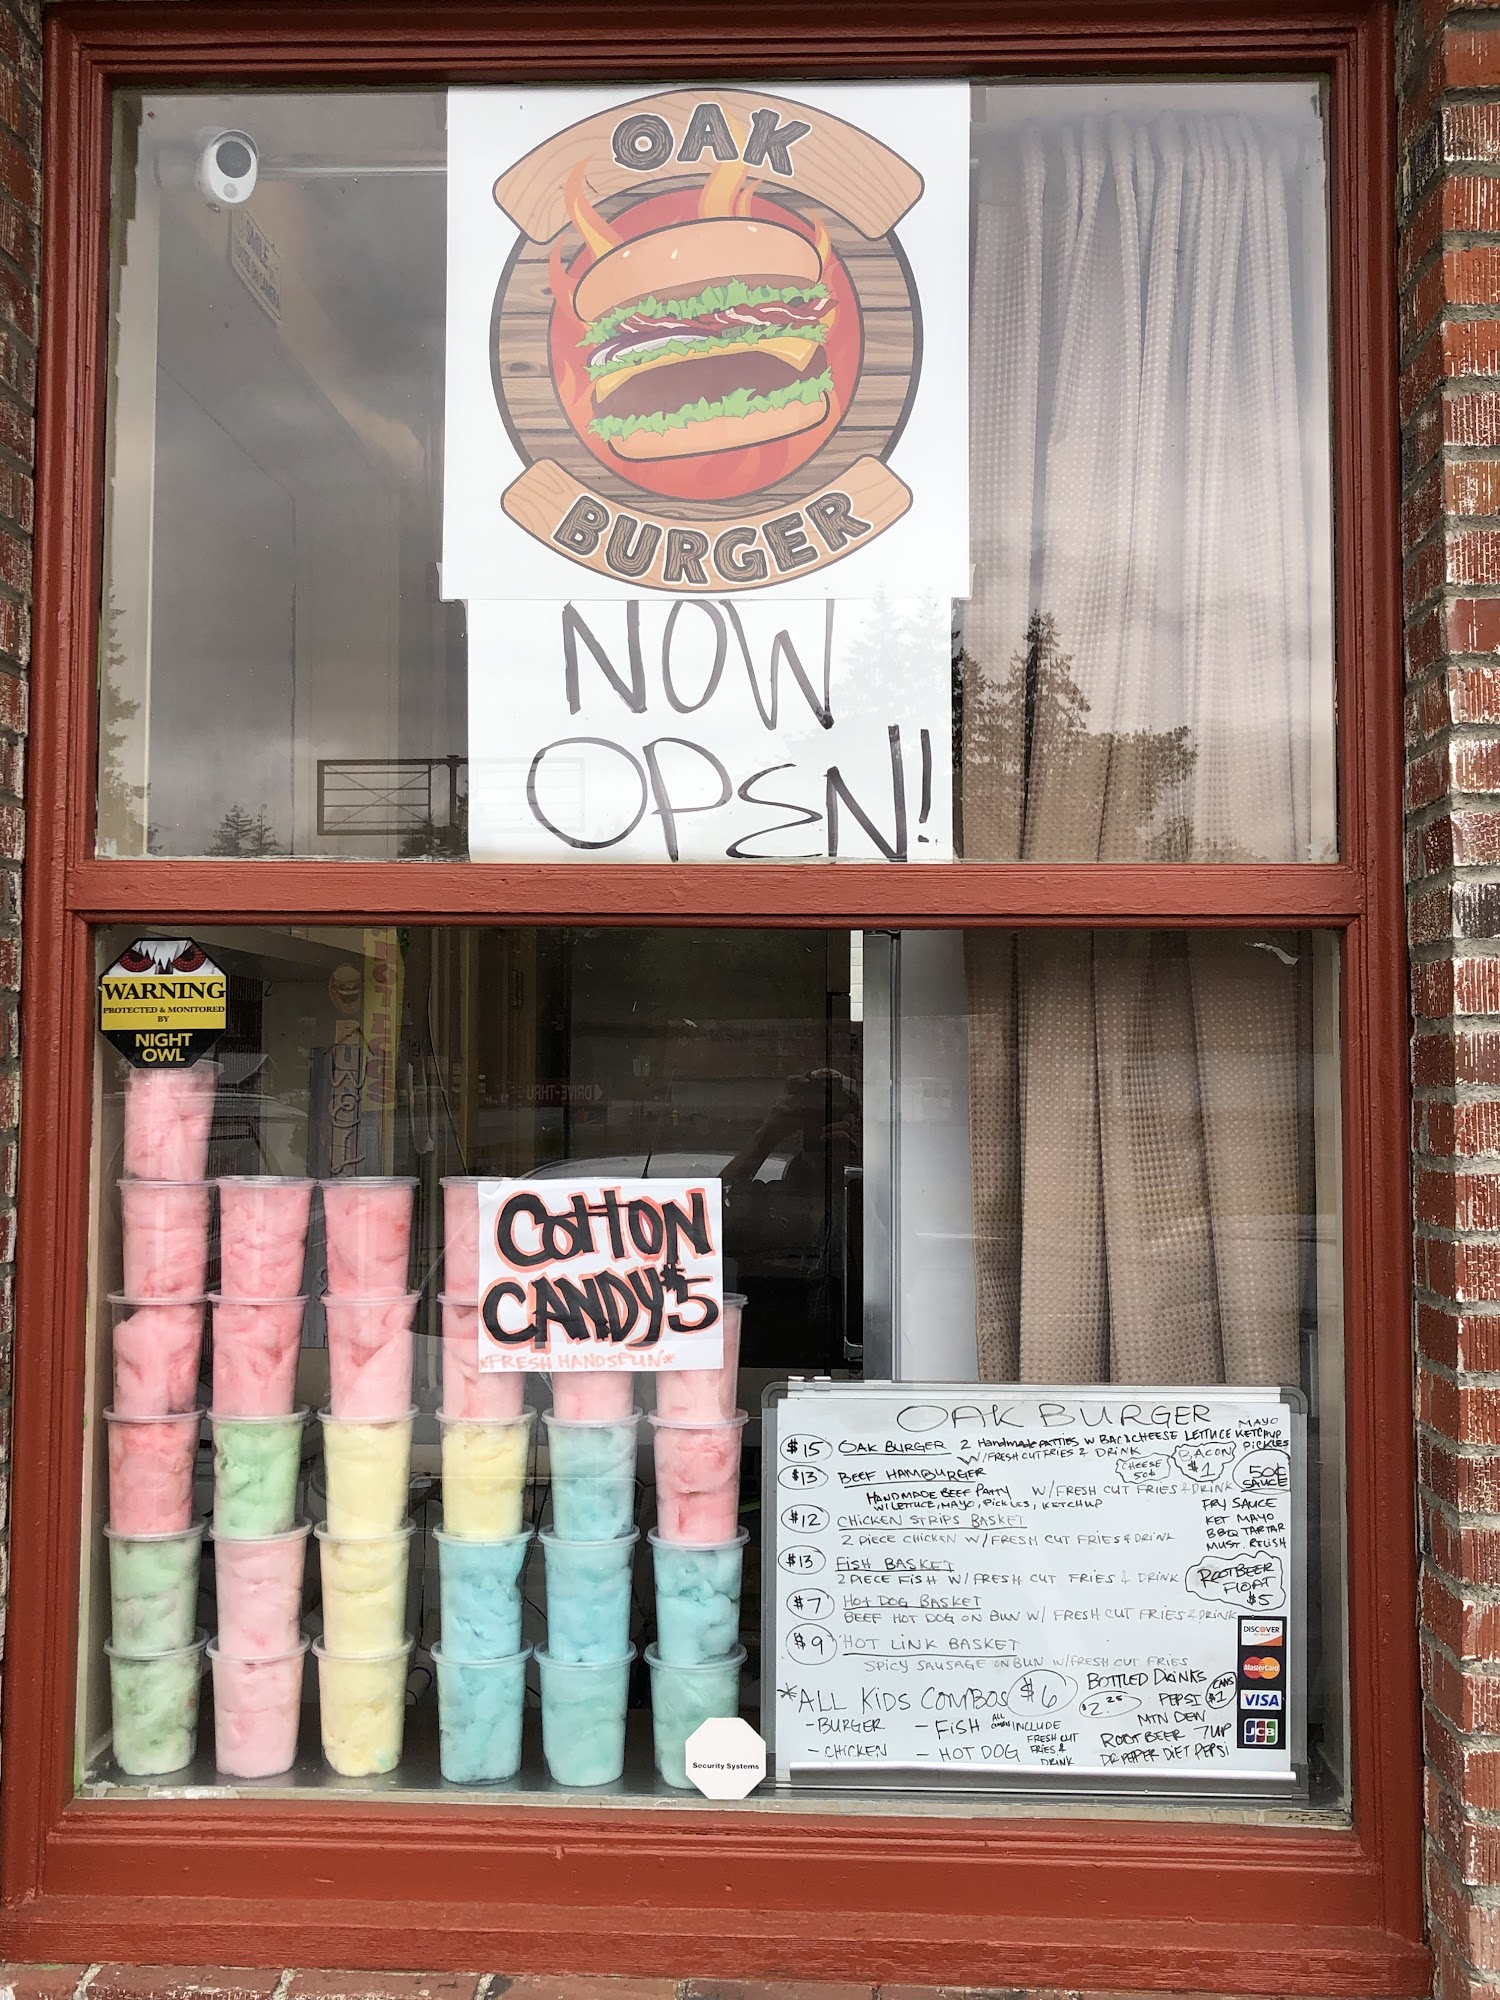 OAK
BURGER
SMILE
NOW
OPEN!
WARNING
PROTECTED & MONITORED
BY
NIGHT
OWL
DRIVE-THRU
COTTON
CANDY $5
*FRESH HANDSPUN*
OAK BURGER
$15 OAK BURGER 2 Handmade PATTIES W BAC & CHEESE LETTUCE KETCHUP MAYO PICKLES
W/FRESH CUT FRIES & DRINK
CHEESE 50¢
BACON $1
50¢ SAUCE
$13 BEEF HAMBURGER
HANDMADE BEEF PATTY W/FRESH CUT FRIES & DRINK
W/LETTUCE, MAYO, PICKLES, KETCHUP
FRY SAUCE
KET MAYO
BBQ TARTAR
MUST. RELISH
$12 CHICKEN STRIPS BASKET
2 PIECE CHICKEN W/FRESH CUT FRIES & DRINK
$13 FISH BASKET
2 PIECE FISH W/FRESH CUT FRIES & DRINK
ROOTBEER
FLOAT
$5
$7 HOT DOG BASKET
BEEF HOT DOG ON BUN W/ FRESH CUT FRIES & DRINK
$9 HOT LINK BASKET
SPICY SAUSAGE ON BUN W/FRESH CUT FRIES
*ALL KIDS COMBOS $6
- BURGER - FISH
- CHICKEN - HOT DOG
ALL COMBOS INCLUDE
FRESH CUT
FRIES &
DRINK
BOTTLED DRINKS
$2.25 PEPSI CANS $1
MTN DEW
ROOT BEER 7UP
DR PEPPER DIET PEPSI
DISCOVER
MasterCard
VISA
JCB
Security Systems